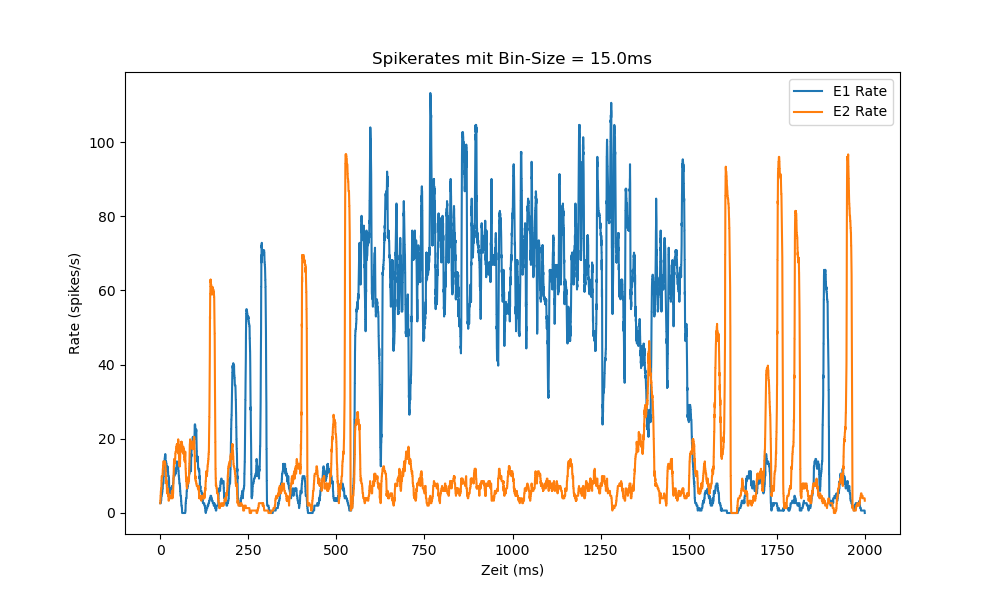 Spikerates mit Bin-Size = 15.0ms
E1 Rate
E2 Rate
100
80
60
40
20
0
Rate (spikes/s)
0 250 500 750 1000 1250 1500 1750 2000
Zeit (ms)